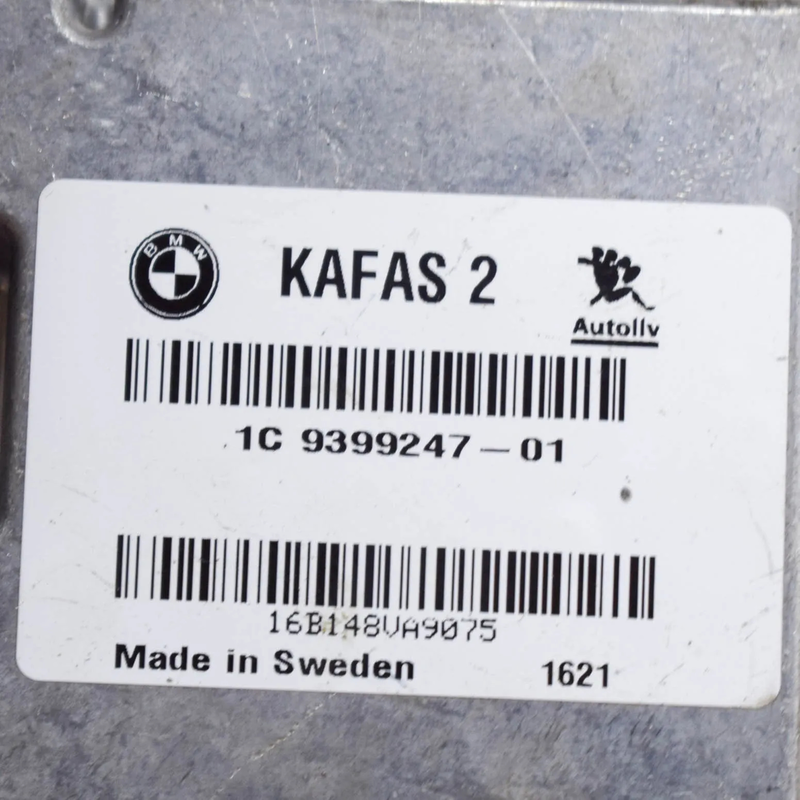 BMW
KAFAS 2
Autoliv
1C 9399247-01
16B148VA9075
Made in Sweden 1621